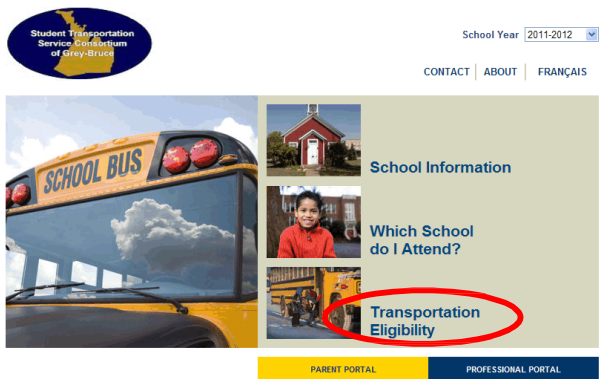 Student Transportation
Service Consortium
of Grey-Bruce
School Year 2011-2012
CONTACT ABOUT FRANÇAIS
SCHOOL BUS
School Information
Which School
do I Attend?
Transportation
Eligibility
PARENT PORTAL PROFESSIONAL PORTAL